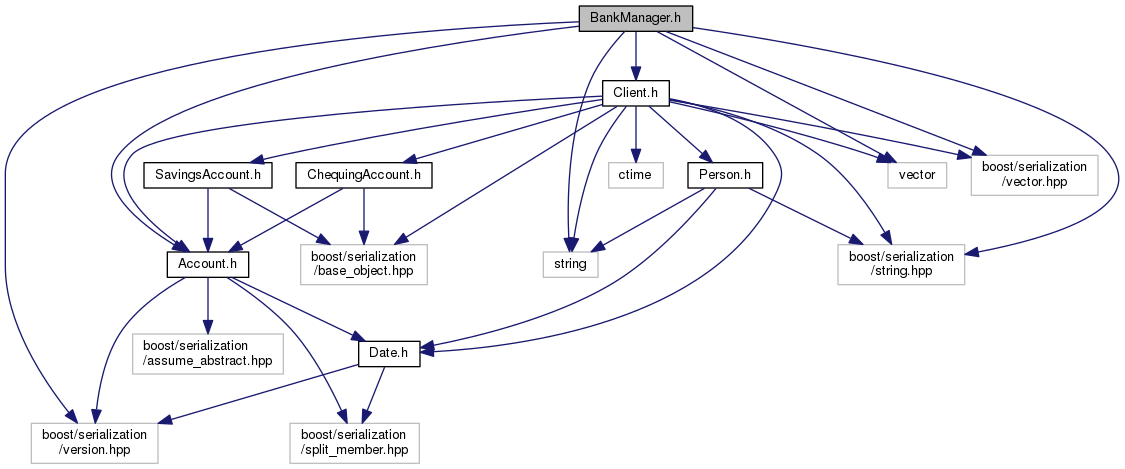 BankManager.h
Client.h
SavingsAccount.h
ChequingAccount.h
ctime
Person.h
vector
boost/serialization
/vector.hpp
Account.h
boost/serialization
/base_object.hpp
string
boost/serialization
/string.hpp
boost/serialization
/assume_abstract.hpp
Date.h
boost/serialization
/version.hpp
boost/serialization
/split_member.hpp